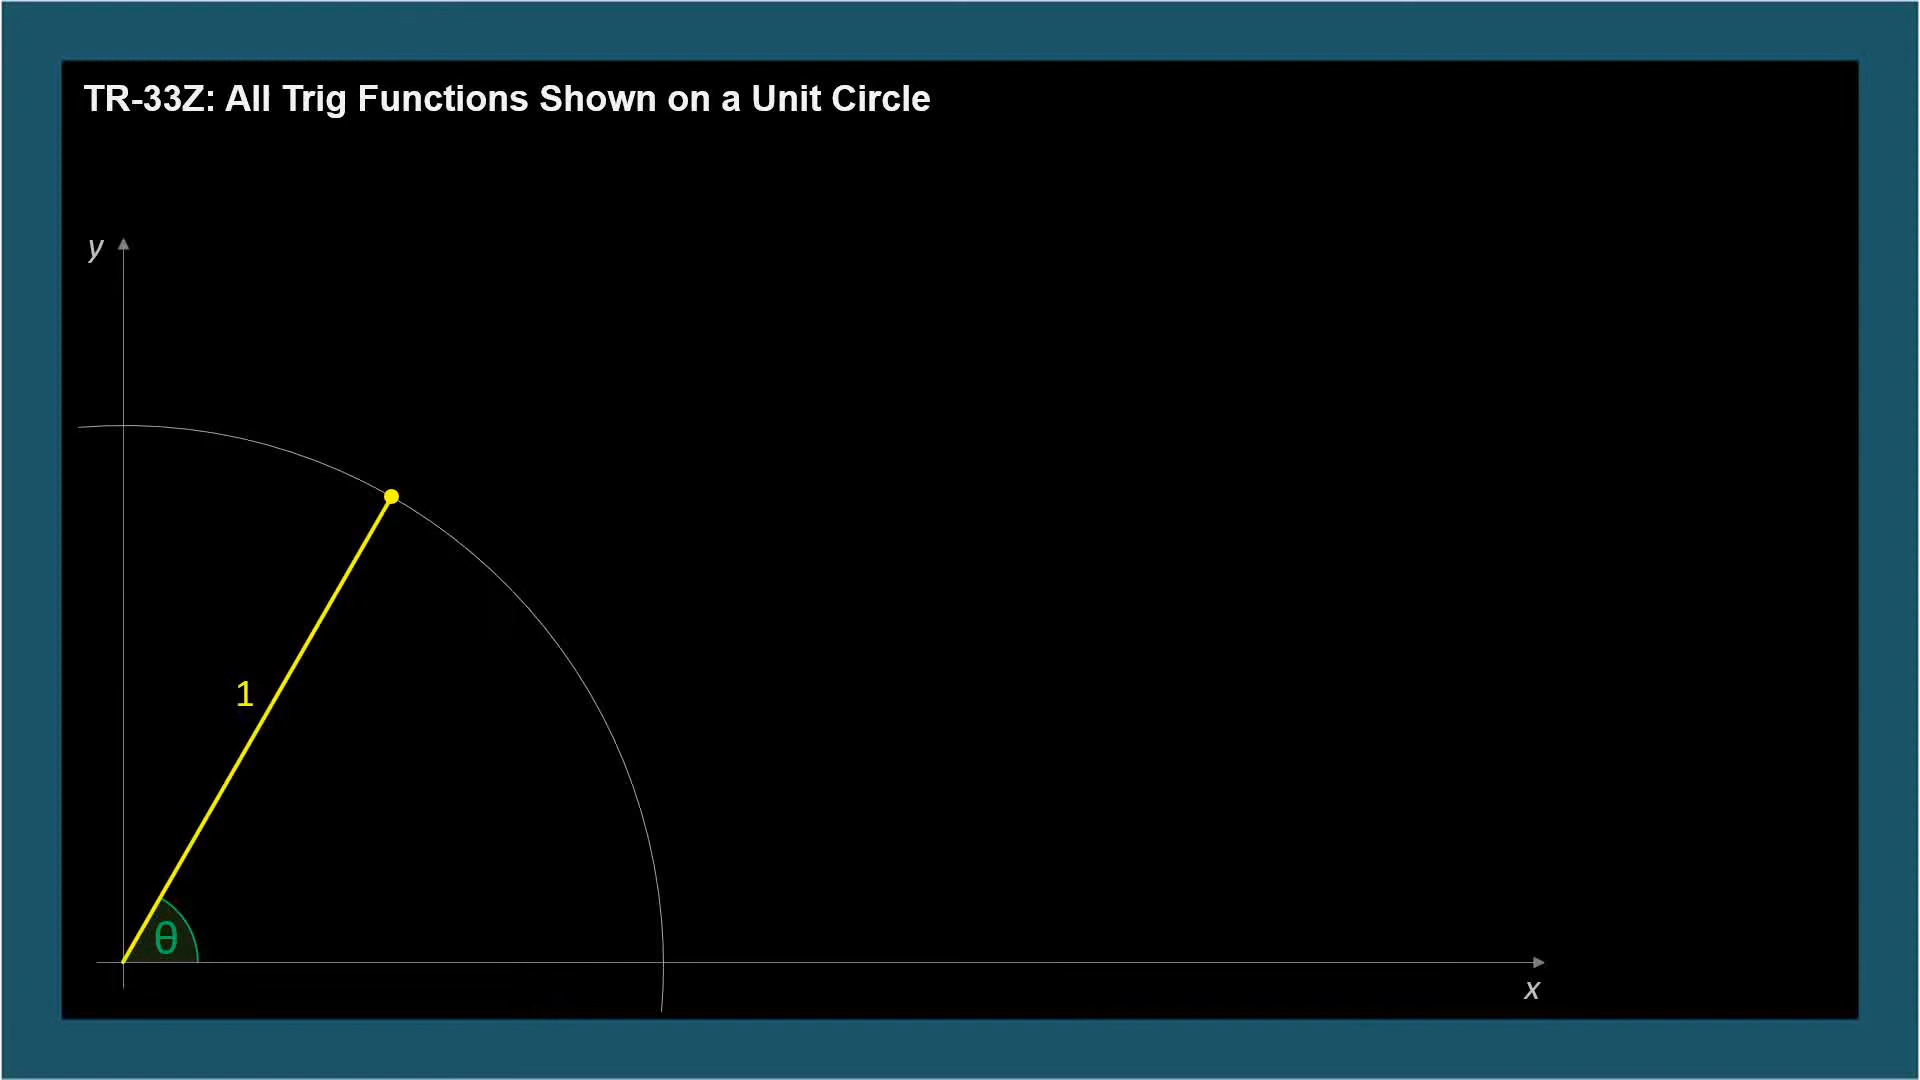 TR-33Z: All Trig Functions Shown on a Unit Circle
y
1
θ
x